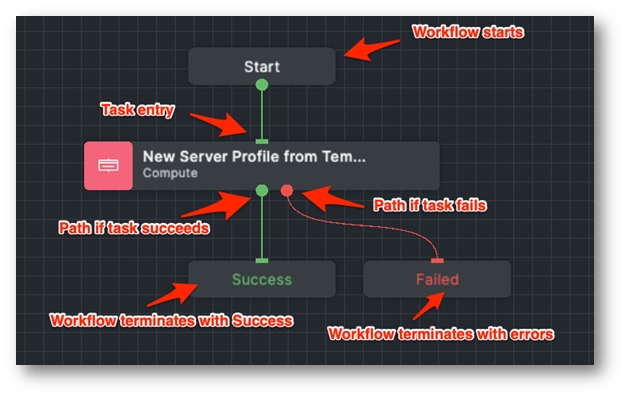 Workflow starts
Start
Task entry
New Server Profile from Tem...
Compute
Path if task fails
Path if task succeeds
Success
Failed
Workflow terminates with Success
Workflow terminates with errors